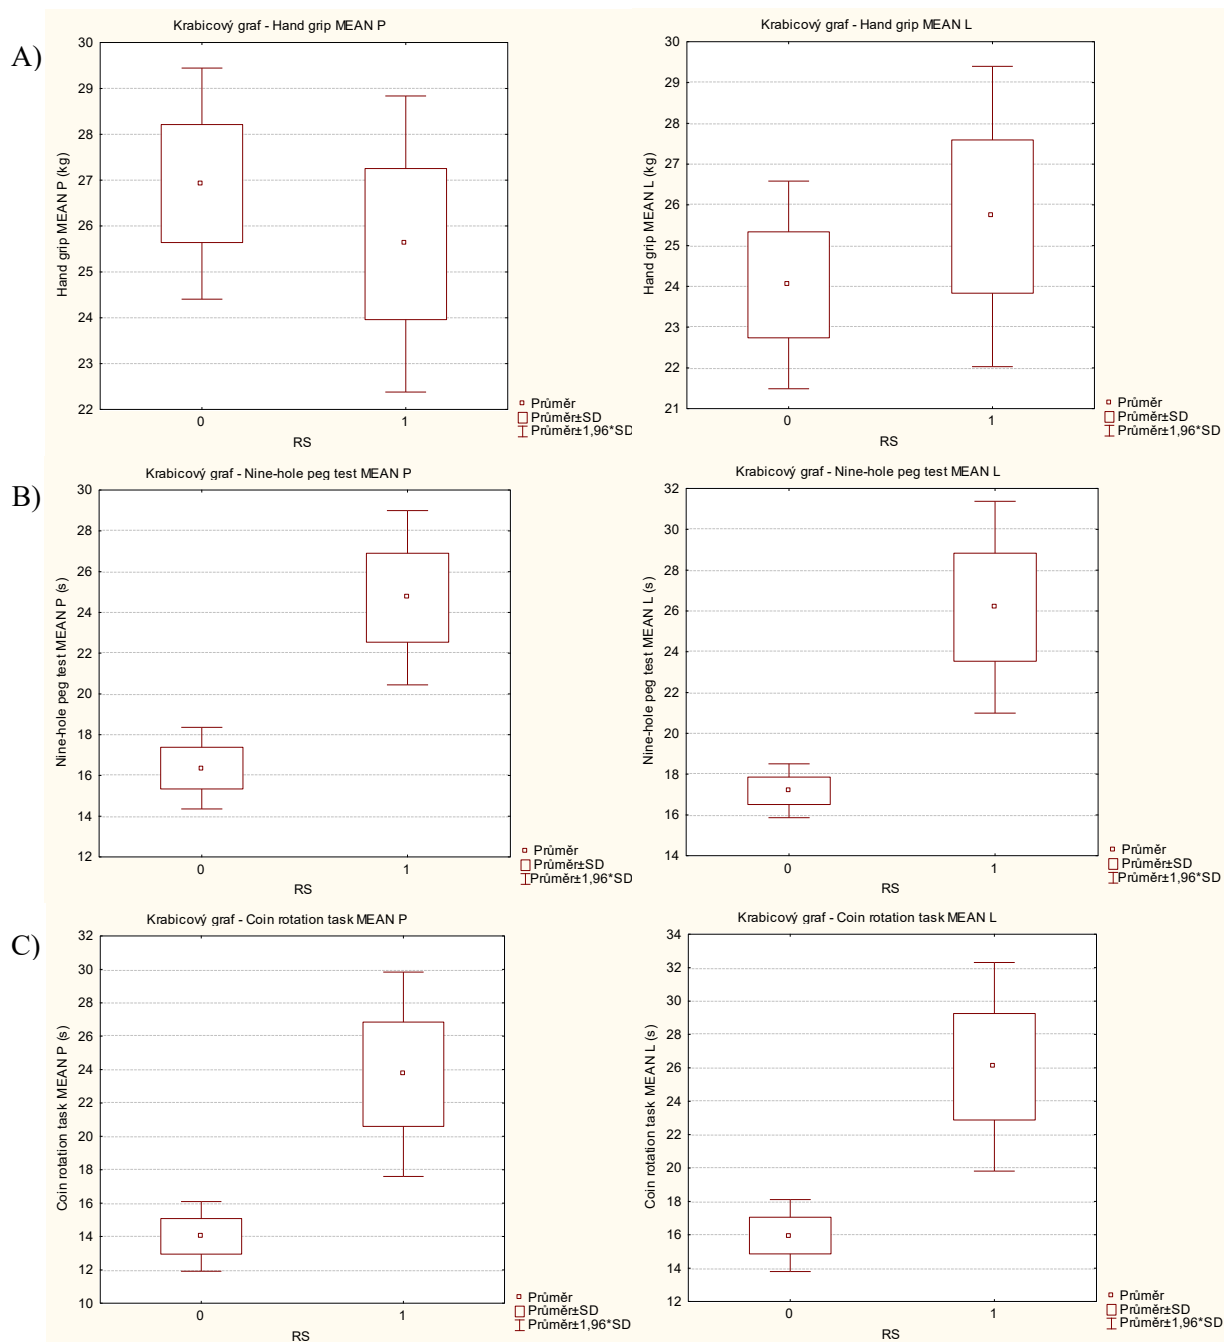 A)
Krabicový graf - Hand grip MEAN P
Hand grip MEAN P (kg)
30
29
28
27
26
25
24
23
22
0
1
RS
Průměr
Průměr±SD
Průměr±1,96*SD
Krabicový graf - Hand grip MEAN L
Hand grip MEAN L (kg)
30
29
28
27
26
25
24
23
22
21
0
1
RS
Průměr
Průměr±SD
Průměr±1,96*SD
B)
Krabicový graf - Nine-hole peg test MEAN P
Nine-hole peg test MEAN P (s)
30
28
26
24
22
20
18
16
14
12
0
1
RS
Průměr
Průměr±SD
Průměr±1,96*SD
Krabicový graf - Nine-hole peg test MEAN L
Nine-hole peg test MEAN L (s)
32
30
28
26
24
22
20
18
16
14
0
1
RS
Průměr
Průměr±SD
Průměr±1,96*SD
C)
Krabicový graf - Coin rotation task MEAN P
Coin rotation task MEAN P (s)
32
30
28
26
24
22
20
18
16
14
12
10
0
1
RS
Průměr
Průměr±SD
Průměr±1,96*SD
Krabicový graf - Coin rotation task MEAN L
Coin rotation task MEAN L (s)
34
32
30
28
26
24
22
20
18
16
14
12
0
1
RS
Průměr
Průměr±SD
Průměr±1,96*SD